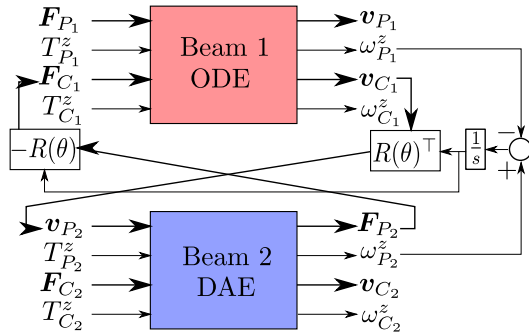 F_{P_1} v_{P_1}
T^z_{P_1} Beam 1 ω^z_{P_1}
F_{C_1} ODE v_{C_1}
T^z_{C_1} ω^z_{C_1}
−R(θ) R(θ)^⊤ 1/s − +
v_{P_2} F_{P_2}
T^z_{P_2} Beam 2 ω^z_{P_2}
F_{C_2} DAE v_{C_2}
T^z_{C_2} ω^z_{C_2}